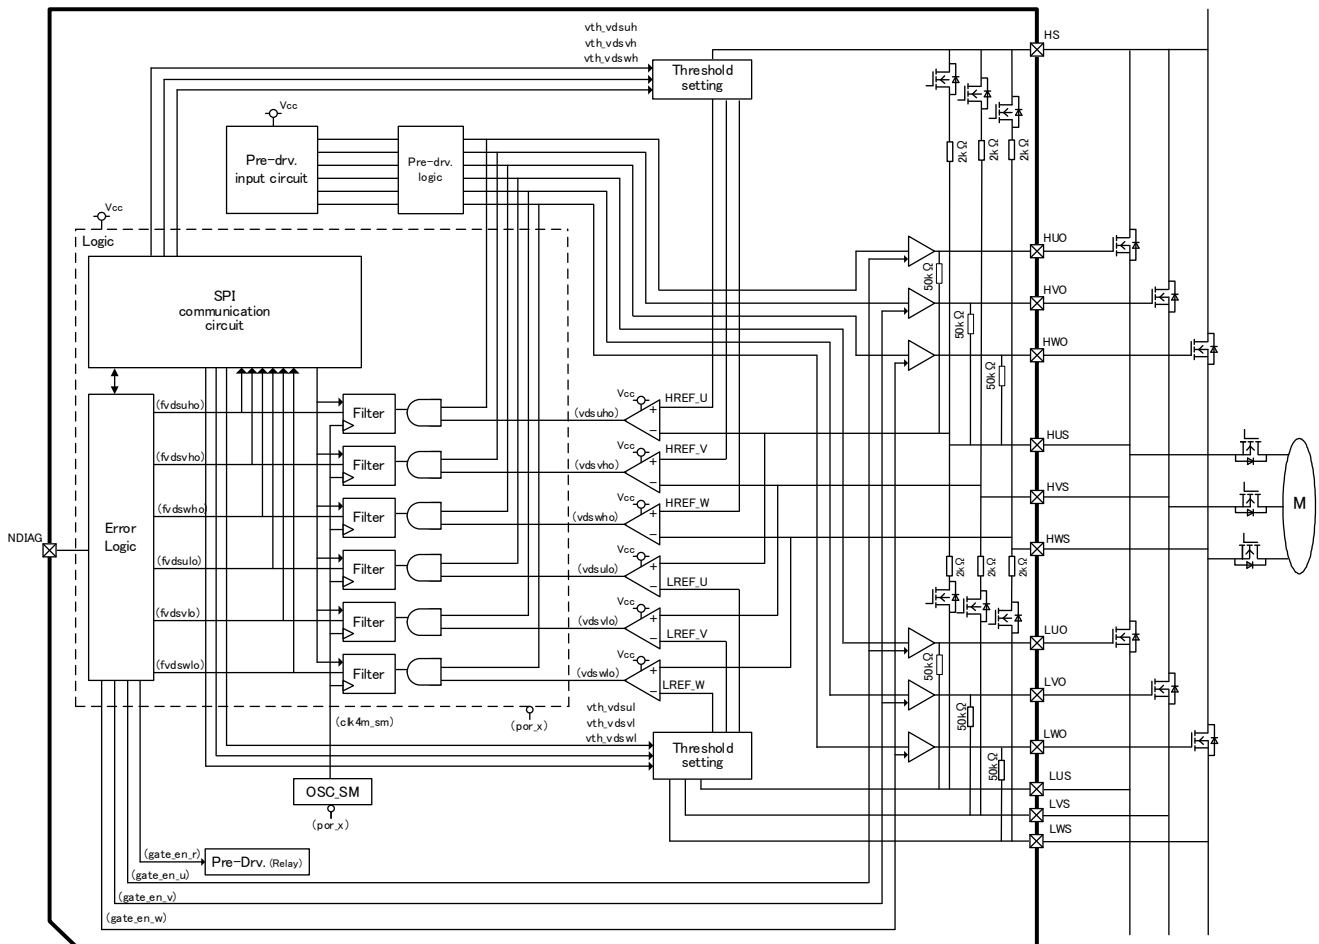 vth_vdsuh
vth_vdsvh
vth_vdswh
Threshold
setting
HS
2kΩ
2kΩ
2kΩ
Vcc
Pre-drv.
input circuit
Pre-drv.
logic
Vcc
Logic
SPI
communication
circuit
HUO
50kΩ
HVO
50kΩ
HWO
50kΩ
(fvdsuho)
Filter
(vdsuho)
Vcc
+
−
HREF_U
HUS
(fvdsvho)
Filter
(vdsvho)
Vcc
+
−
HREF_V
HVS
(fvdswho)
Filter
(vdswho)
Vcc
+
−
HREF_W
HWS
M
NDIAG
Error
Logic
(fvdsulo)
Filter
(vdsulo)
Vcc
+
−
LREF_U
2kΩ
2kΩ
2kΩ
(fvdsvlo)
Filter
(vdsvlo)
Vcc
+
−
LREF_V
LUO
50kΩ
(fvdswlo)
Filter
(vdswlo)
Vcc
+
−
LREF_W
LVO
50kΩ
(clk4m_sm)
(por_x)
vth_vdsul
vth_vdsvl
vth_vdswl
Threshold
setting
LWO
50kΩ
OSC_SM
(por_x)
LUS
LVS
LWS
(gate_en_r)
Pre-Drv. (Relay)
(gate_en_u)
(gate_en_v)
(gate_en_w)